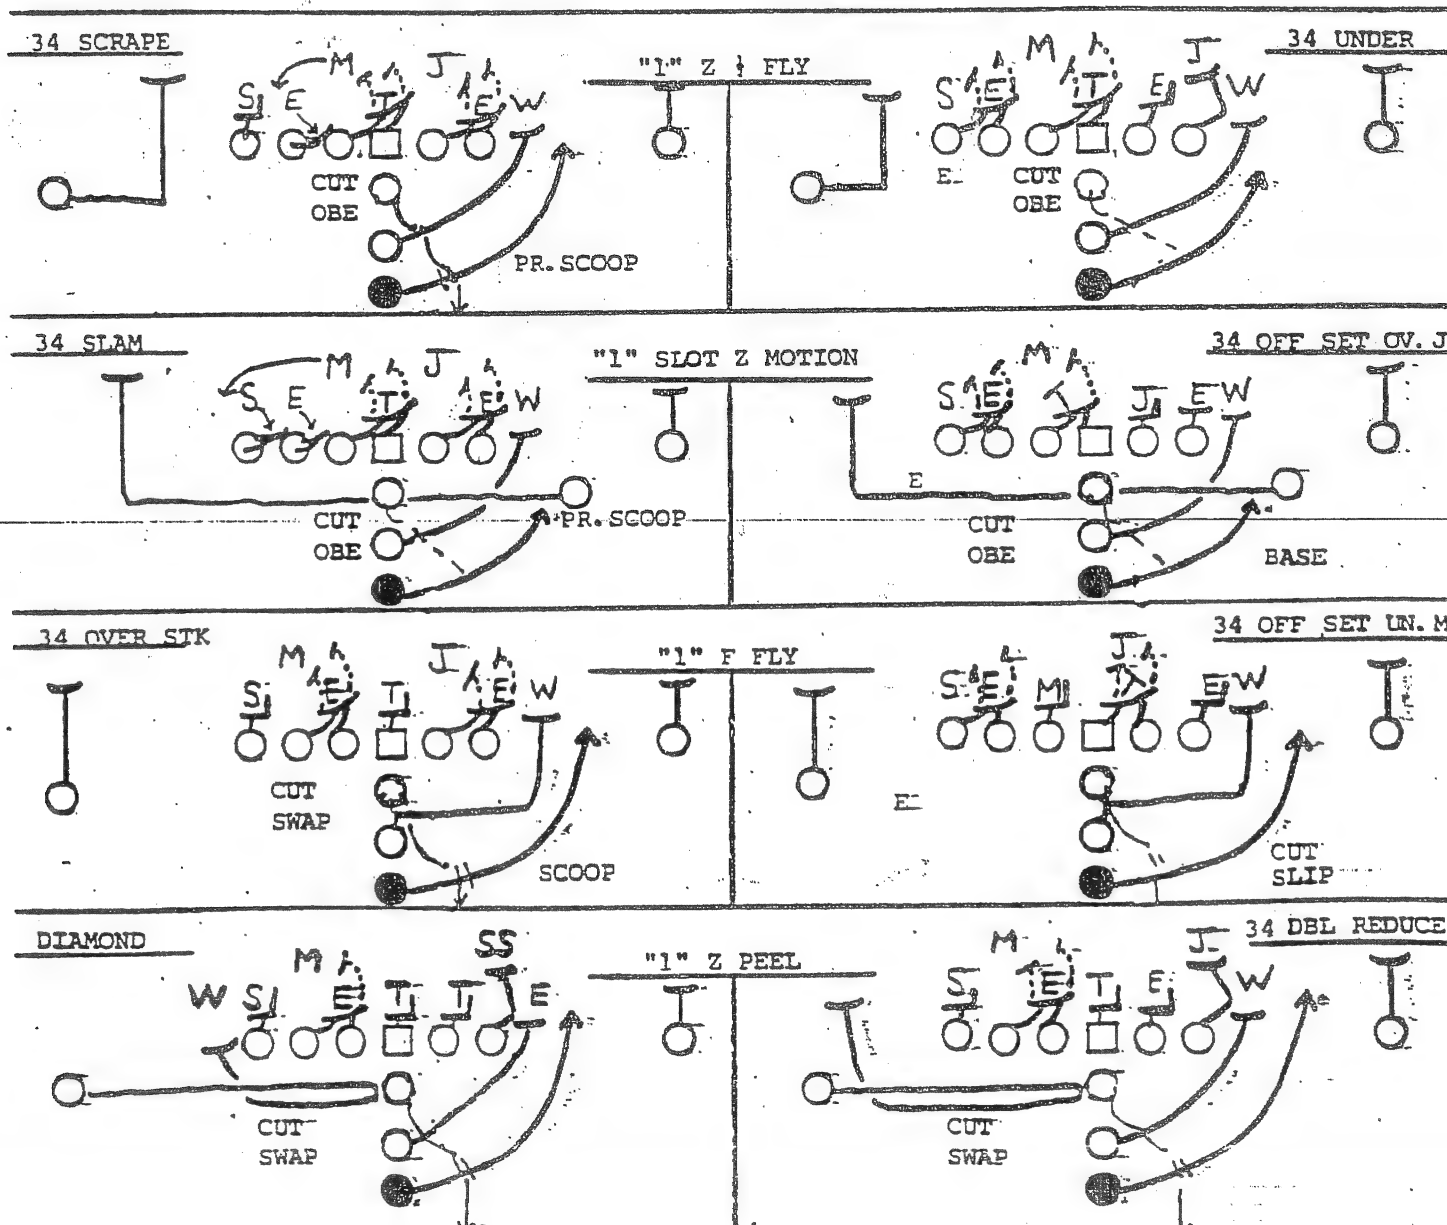 34 SCRAPE
"1" Z ½ FLY
34 UNDER
M J
S E T E W
M J
S E T E W
CUT
OBE
PR. SCOOP
E
CUT
OBE
34 SLAM
"1" SLOT Z MOTION
34 OFF SET OV. J
M J
S E T E W
M
S E T J E W
CUT
OBE
PR. SCOOP
E
CUT
OBE
BASE
34 OVER STK
"1" F FLY
34 OFF SET UN. M
M J
S E T E W
J
S E M T E W
CUT
SWAP
SCOOP
E
CUT
SLIP
DIAMOND
"1" Z PEEL
34 DBL REDUCE
M SS
W S E T T E
M J
S E T E W
CUT
SWAP
CUT
SWAP